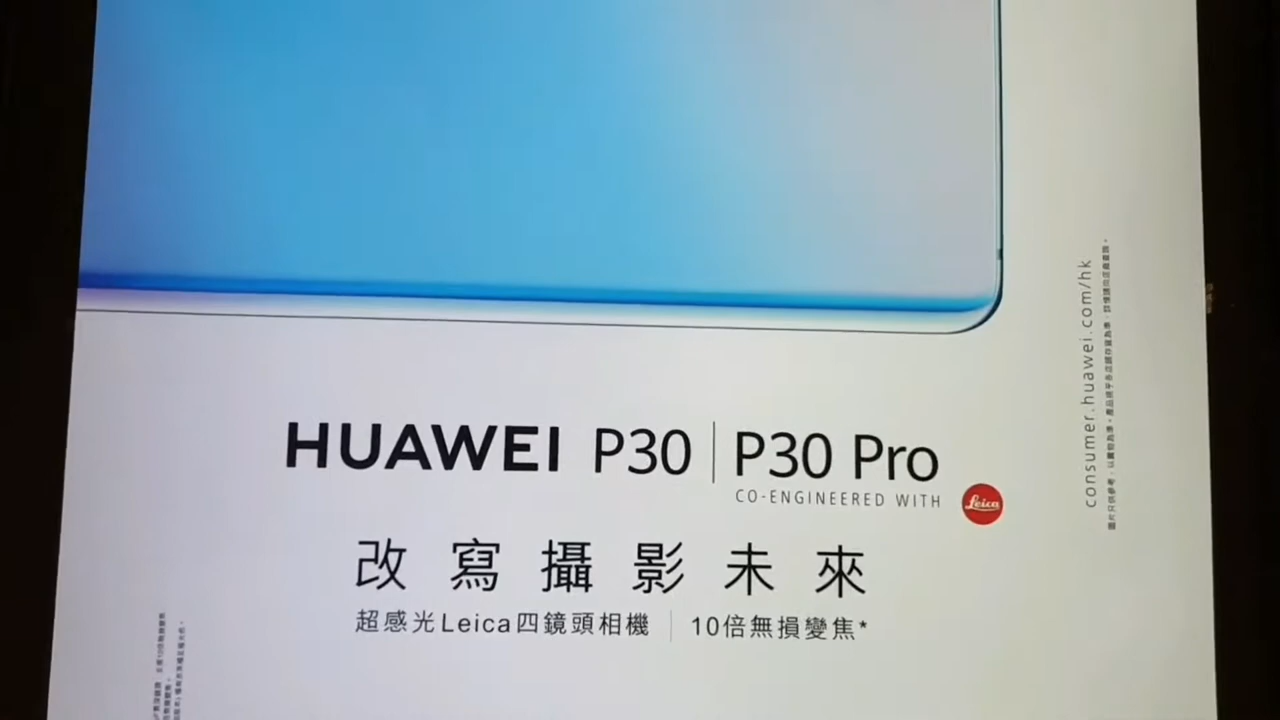 HUAWEI P30 | P30 Pro
CO-ENGINEERED WITH
Leica
改寫攝影未來
超感光Leica四鏡頭相機 | 10倍無損變焦*
consumer.huawei.com/hk